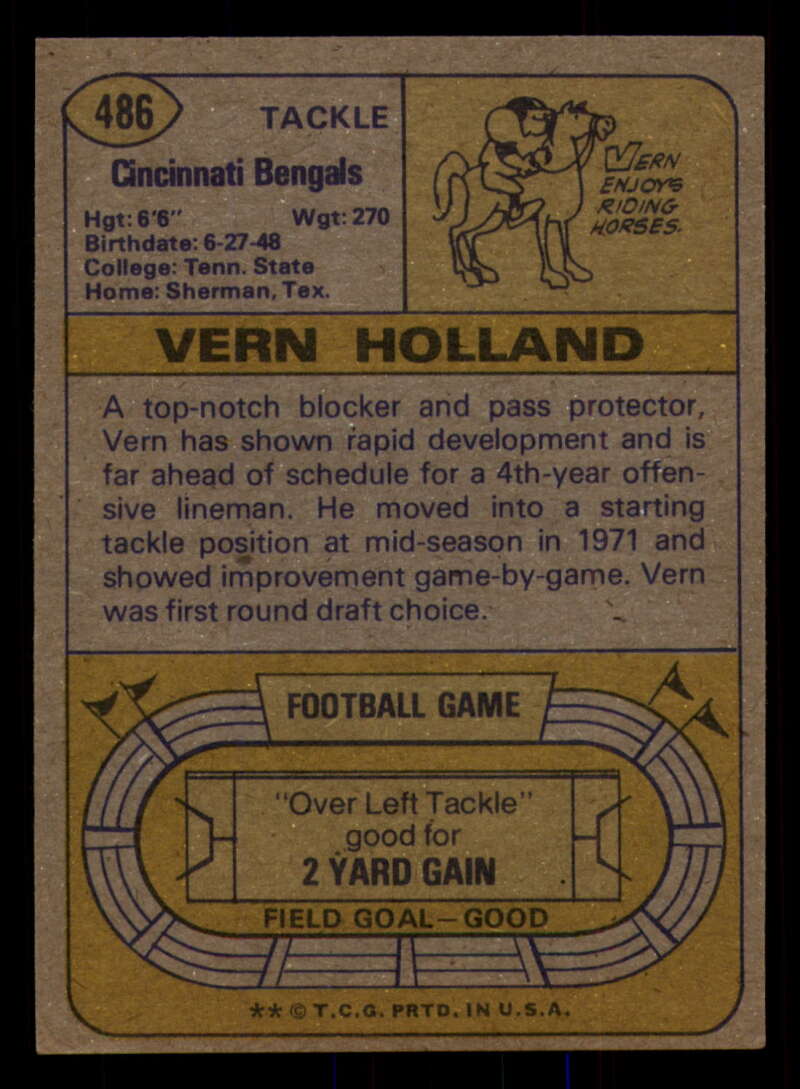 486
TACKLE
Cincinnati Bengals
Hgt: 6'6" Wgt: 270
Birthdate: 6-27-48
College: Tenn. State
Home: Sherman, Tex.
VERN
ENJOYS
RIDING
HORSES.
VERN HOLLAND
A top-notch blocker and pass protector,
Vern has shown rapid development and is
far ahead of schedule for a 4th-year offen-
sive lineman. He moved into a starting
tackle position at mid-season in 1971 and
showed improvement game-by-game. Vern
was first round draft choice.
FOOTBALL GAME
"Over Left Tackle"
good for
2 YARD GAIN
FIELD GOAL—GOOD
** © T.C.G. PRTD. IN U.S.A.